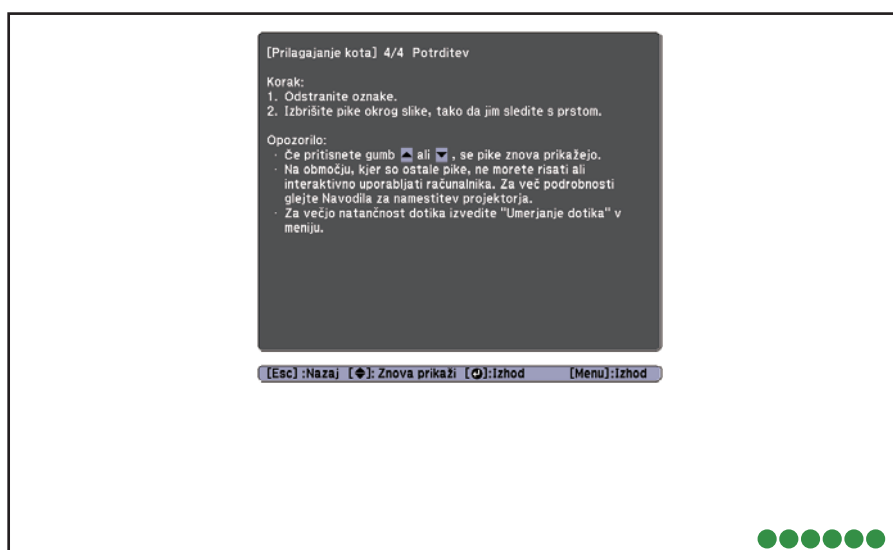 [Prilagajanje kota] 4/4 Potrditev
Korak:
1. Odstranite oznake.
2. Izbrišite pike okrog slike, tako da jim sledite s prstom.
Opozorilo:
· Če pritisnete gumb ▲ ali ▼ , se pike znova prikažejo.
· Na območju, kjer so ostale pike, ne morete risati ali
interaktivno uporabljati računalnika. Za več podrobnosti
glejte Navodila za namestitev projektorja.
· Za večjo natančnost dotika izvedite "Umerjanje dotika" v
meniju.
[Esc] :Nazaj [◆]: Znova prikaži [⏎]:Izhod [Menu]:Izhod